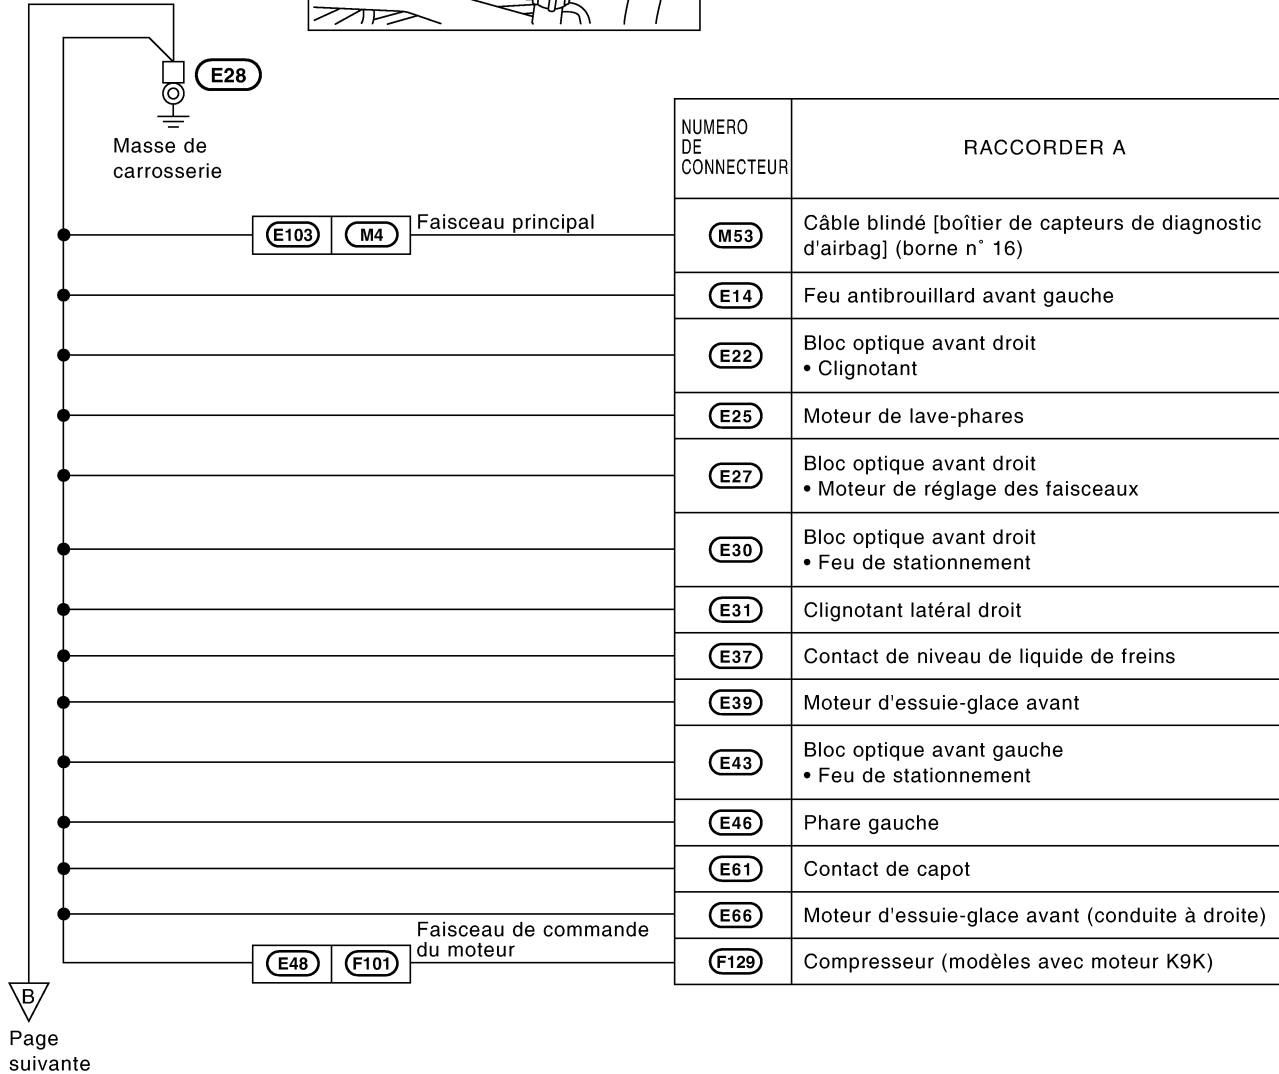 E28
Masse de
carrosserie
NUMERO
DE
CONNECTEUR
RACCORDER A
E103
M4
Faisceau principal
M53
Câble blindé [boîtier de capteurs de diagnostic
d'airbag] (borne n° 16)
E14
Feu antibrouillard avant gauche
E22
Bloc optique avant droit
• Clignotant
E25
Moteur de lave-phares
E27
Bloc optique avant droit
• Moteur de réglage des faisceaux
E30
Bloc optique avant droit
• Feu de stationnement
E31
Clignotant latéral droit
E37
Contact de niveau de liquide de freins
E39
Moteur d'essuie-glace avant
E43
Bloc optique avant gauche
• Feu de stationnement
E46
Phare gauche
E61
Contact de capot
E66
Moteur d'essuie-glace avant (conduite à droite)
Faisceau de commande
du moteur
E48
F101
F129
Compresseur (modèles avec moteur K9K)
B
Page
suivante